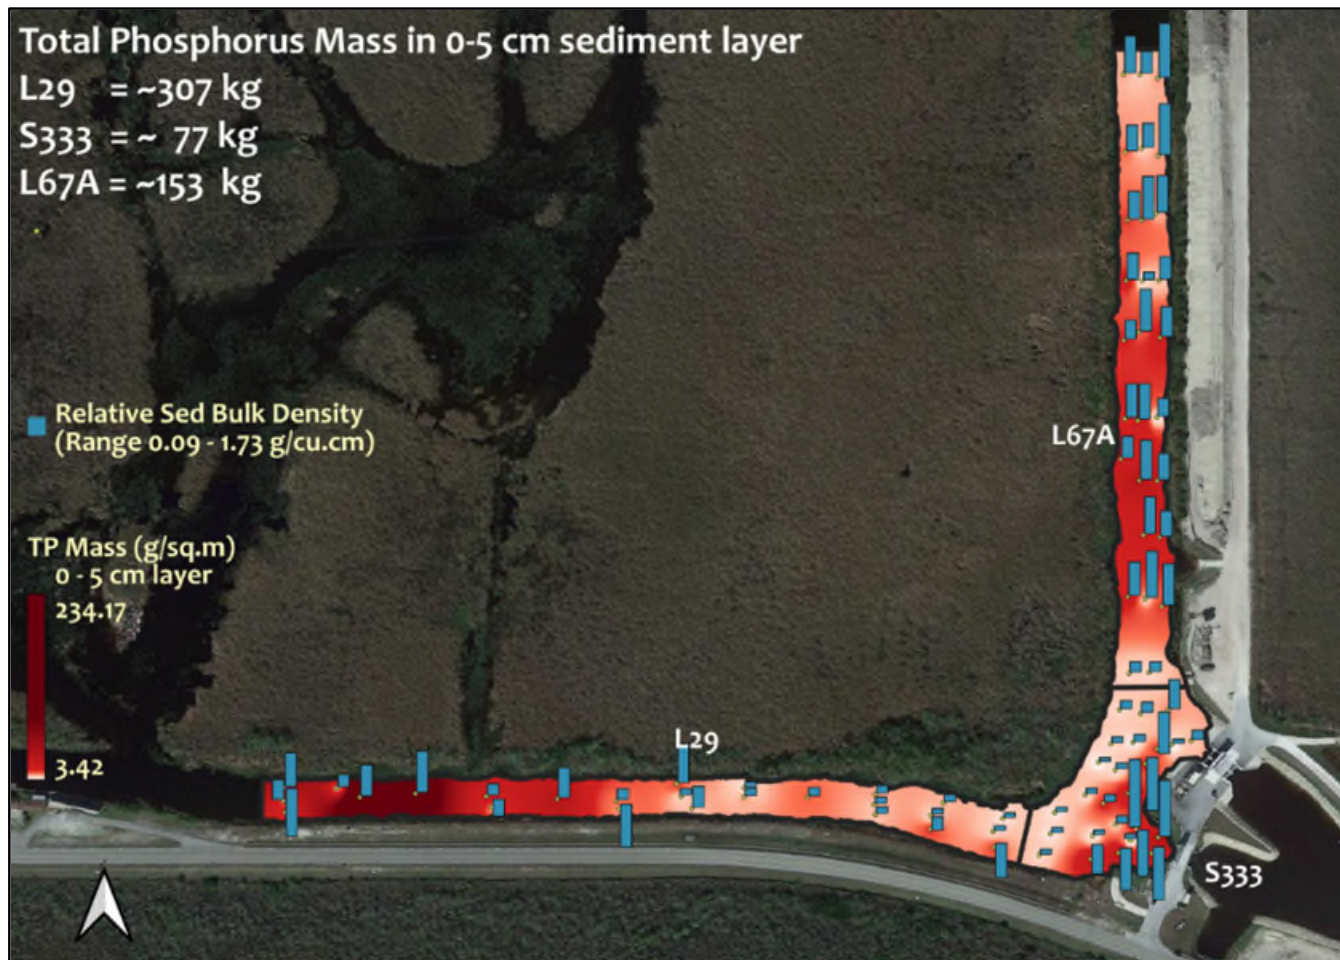 Total Phosphorus Mass in 0-5 cm sediment layer
L29 = ~307 kg
S333 = ~ 77 kg
L67A = ~153 kg
Relative Sed Bulk Density
(Range 0.09 - 1.73 g/cu.cm)
L67A
TP Mass (g/sq.m)
0 - 5 cm layer
234.17
3.42
L29
S333